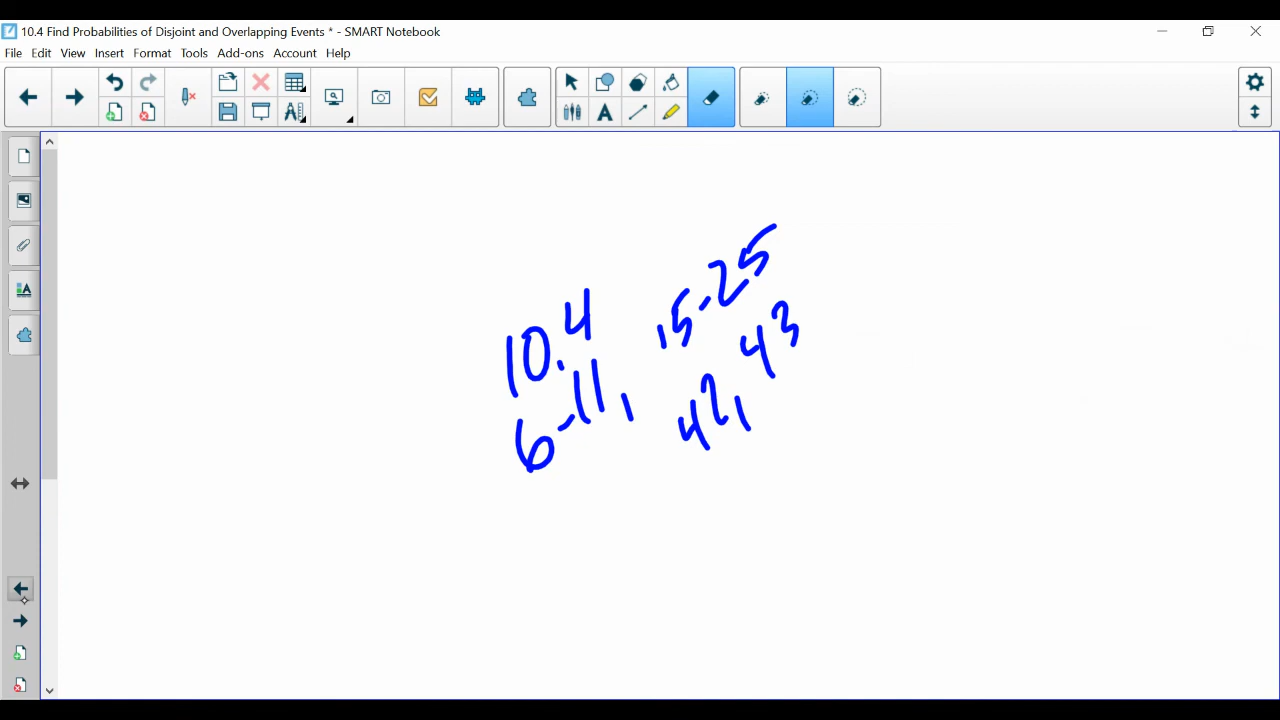 10.4 Find Probabilities of Disjoint and Overlapping Events * - SMART Notebook
File Edit View Insert Format Tools Add-ons Account Help
10.4
6-11, 15-25
42, 43